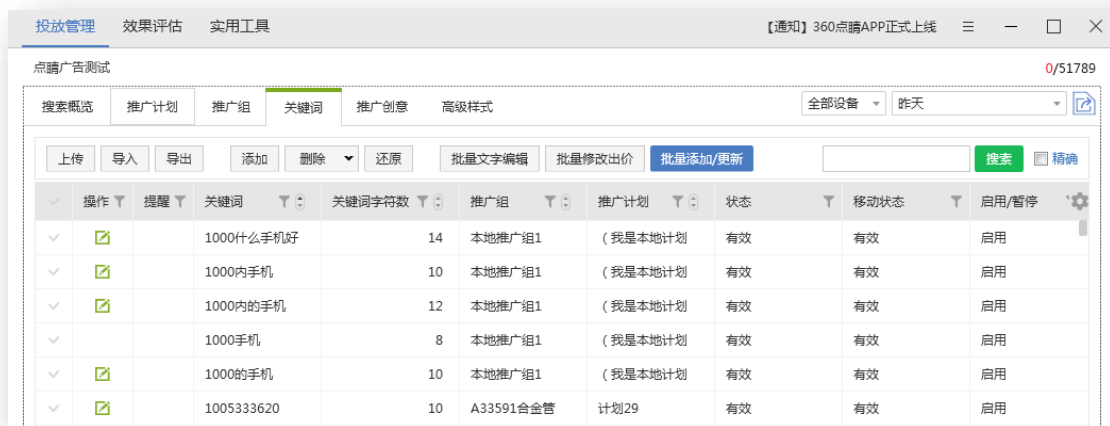 投放管理 效果评估 实用工具 【通知】360点睛APP正式上线
点睛广告测试 0/51789
搜索概览 推广计划 推广组 关键词 推广创意 高级样式 全部设备 昨天
上传 导入 导出 添加 删除 还原 批量文字编辑 批量修改出价 批量添加/更新 搜索 精确
操作 提醒 关键词 关键词字符数 推广组 推广计划 状态 移动状态 启用/暂停
1000什么手机好 14 本地推广组1 (我是本地计划 有效 有效 启用
1000内手机 10 本地推广组1 (我是本地计划 有效 有效 启用
1000内的手机 12 本地推广组1 (我是本地计划 有效 有效 启用
1000手机 8 本地推广组1 (我是本地计划 有效 有效 启用
1000的手机 10 本地推广组1 (我是本地计划 有效 有效 启用
1005333620 10 A33591合金管 计划29 有效 有效 启用